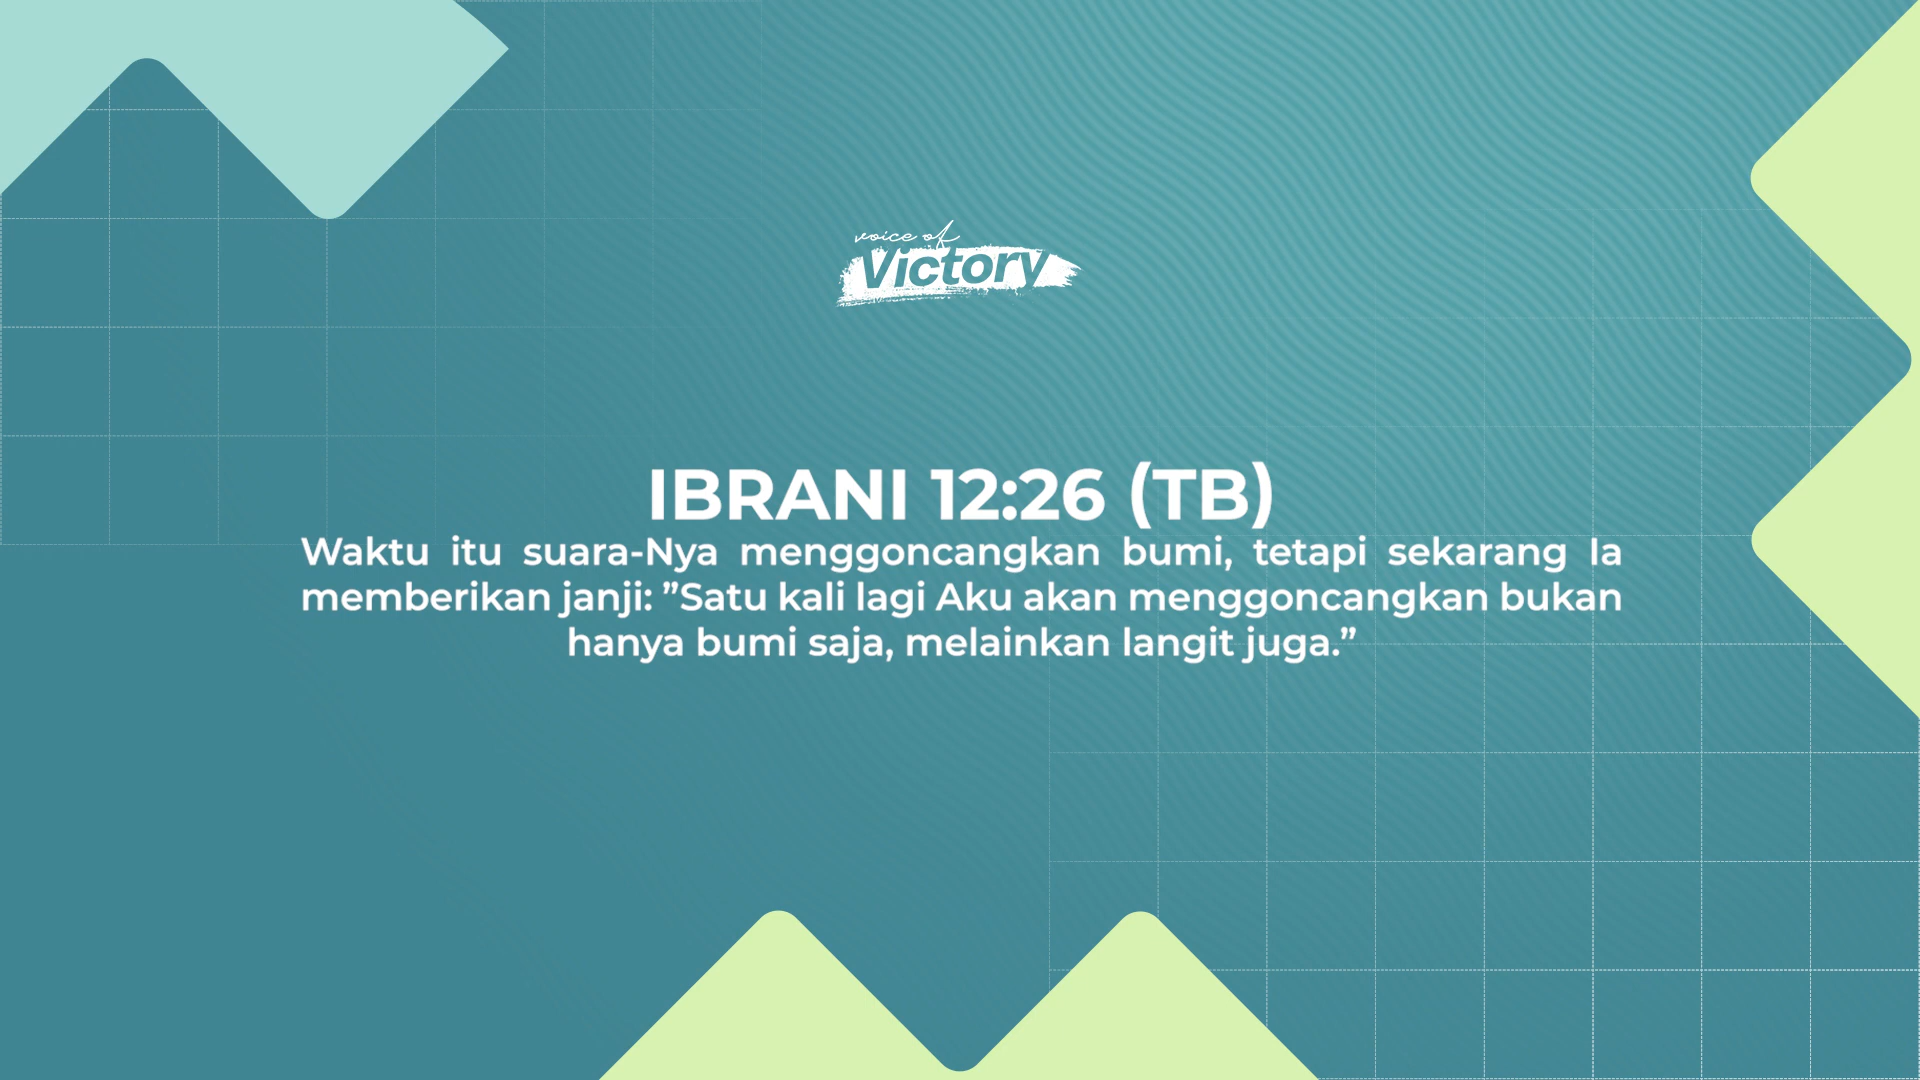 voice of
Victory
IBRANI 12:26 (TB)
Waktu itu suara-Nya menggoncangkan bumi, tetapi sekarang Ia
memberikan janji: ”Satu kali lagi Aku akan menggoncangkan bukan
hanya bumi saja, melainkan langit juga.”